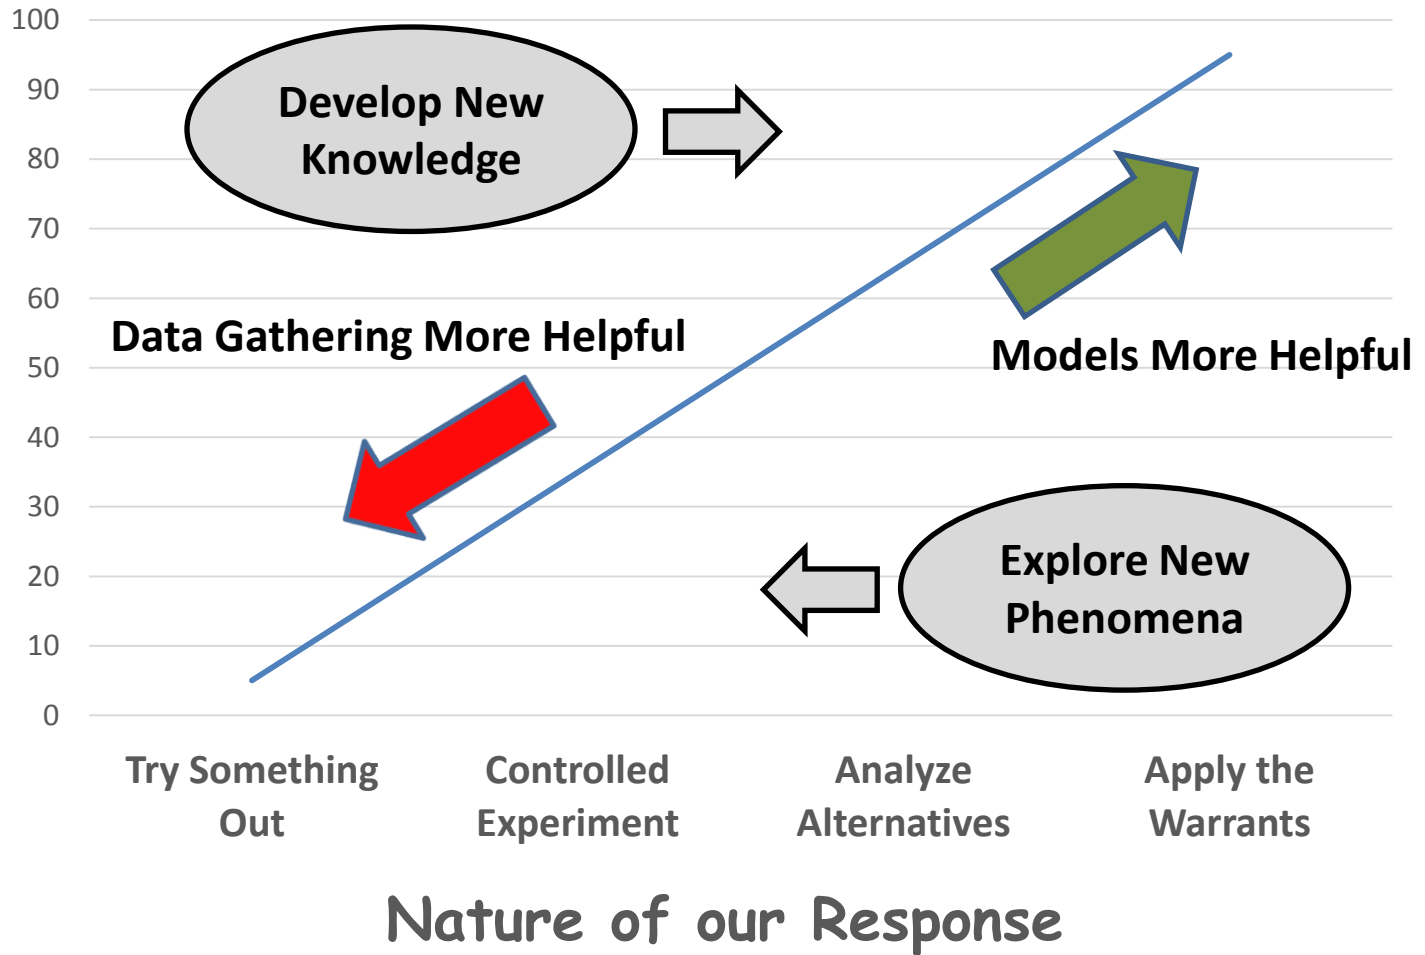 100
90
80
70
60
50
40
30
20
10
0
Develop New
Knowledge
Data Gathering More Helpful
Models More Helpful
Explore New
Phenomena
Try Something
Out
Controlled
Experiment
Analyze
Alternatives
Apply the
Warrants
Nature of our Response